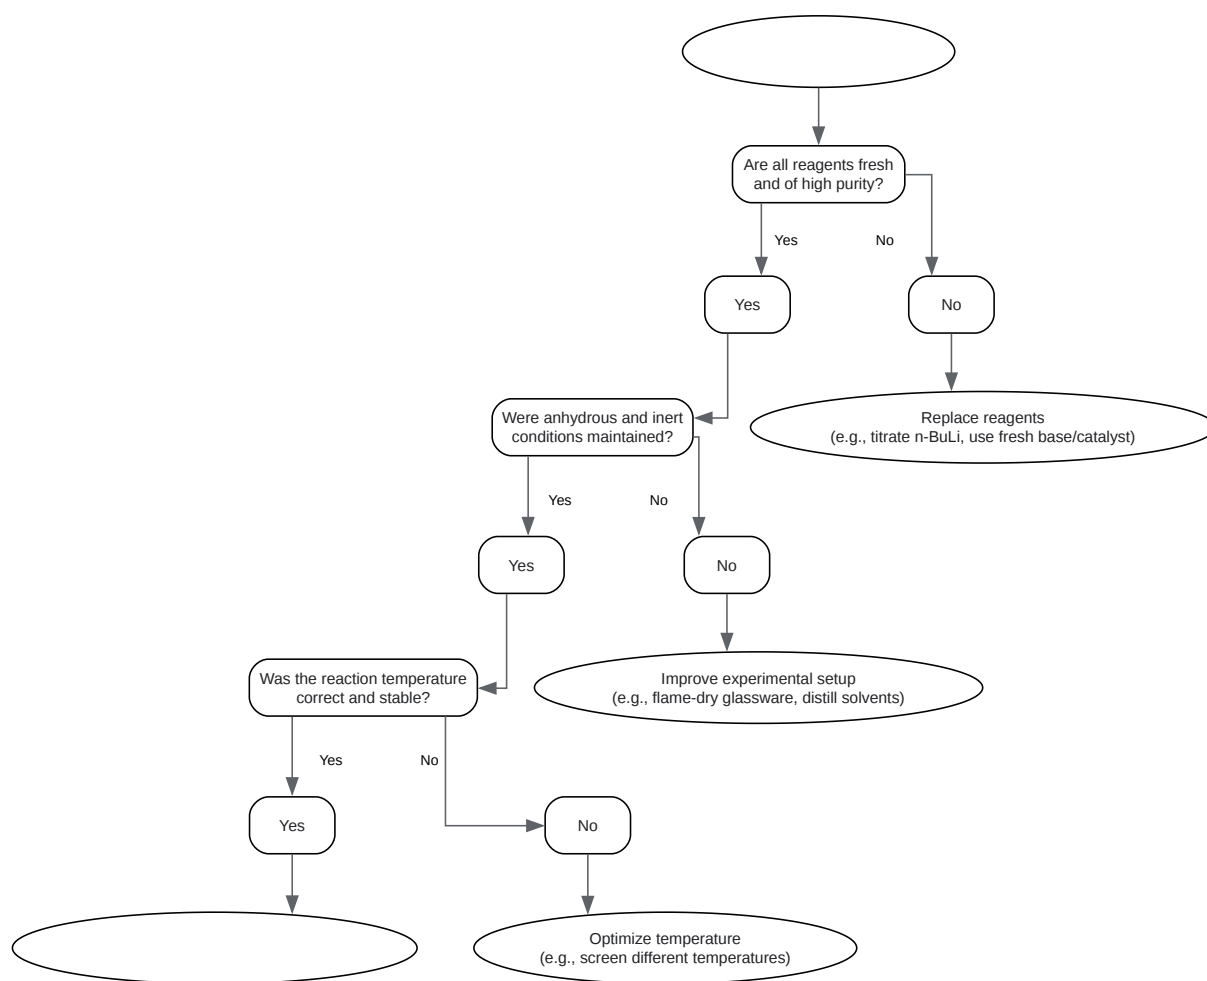 Are all reagents fresh
and of high purity?
Yes
No
Yes
No
Were anhydrous and inert
conditions maintained?
Replace reagents
(e.g., titrate n-BuLi, use fresh base/catalyst)
Yes
No
Yes
No
Was the reaction temperature
correct and stable?
Improve experimental setup
(e.g., flame-dry glassware, distill solvents)
Yes
No
Yes
No
Optimize temperature
(e.g., screen different temperatures)